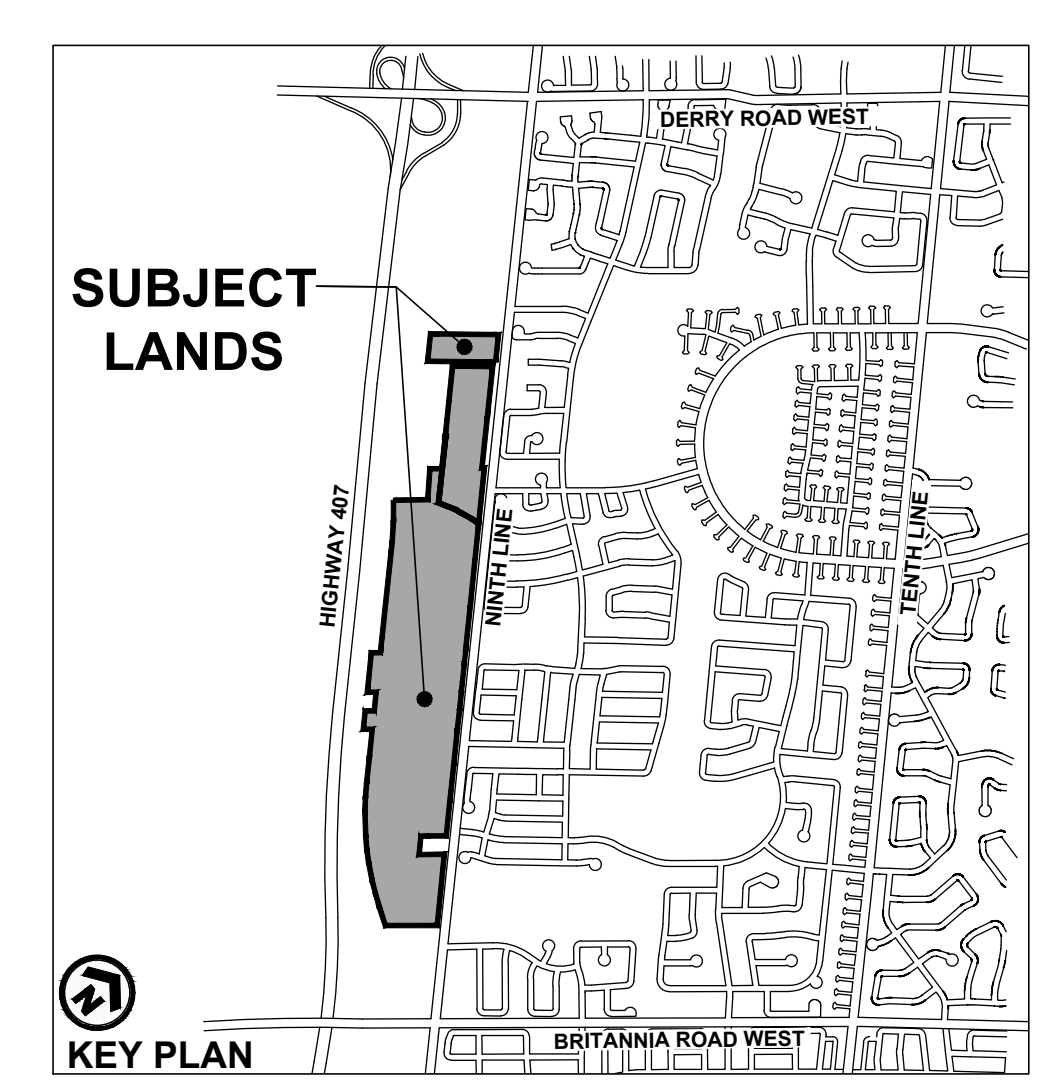 DERRY ROAD WEST
SUBJECT
LANDS
HIGHWAY 407
NINTH LINE
TENTH LINE
N
KEY PLAN
BRITANNIA ROAD WEST